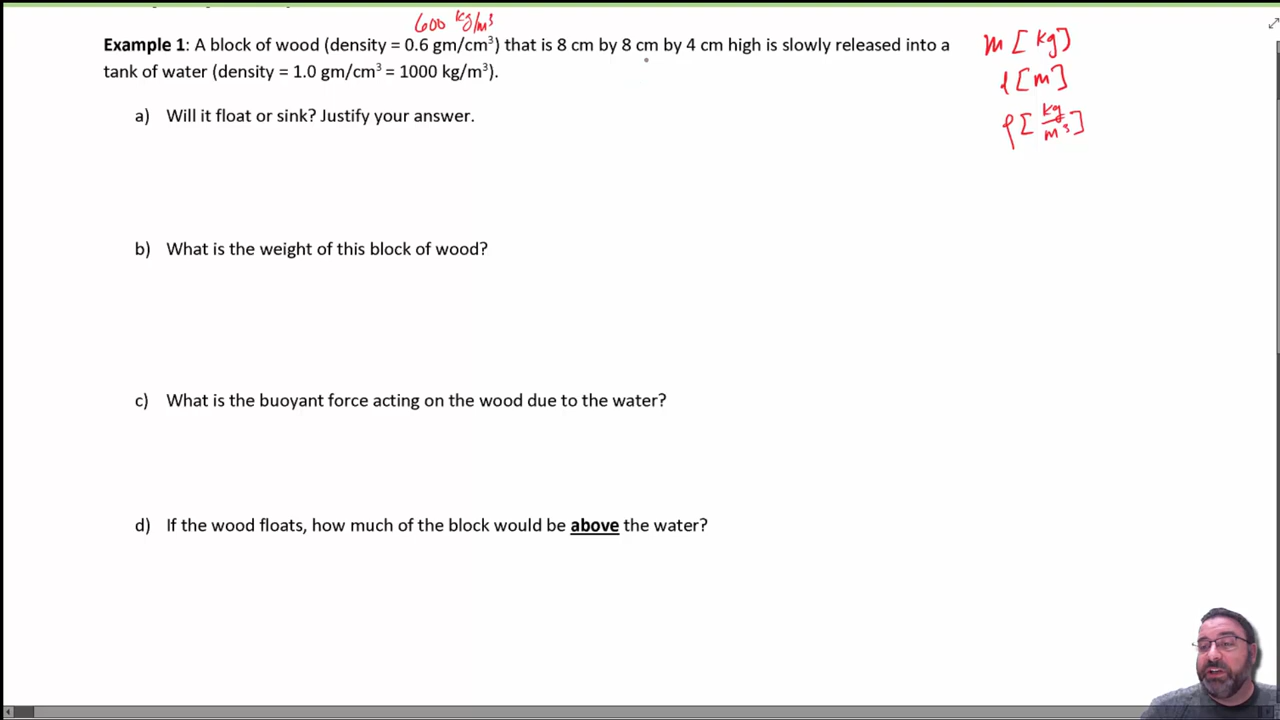 600 kg/m³
Example 1: A block of wood (density = 0.6 gm/cm³) that is 8 cm by 8 cm by 4 cm high is slowly released into a
tank of water (density = 1.0 gm/cm³ = 1000 kg/m³).
m [kg]
l [m]
ρ [kg/m³]
a) Will it float or sink? Justify your answer.
b) What is the weight of this block of wood?
c) What is the buoyant force acting on the wood due to the water?
d) If the wood floats, how much of the block would be above the water?